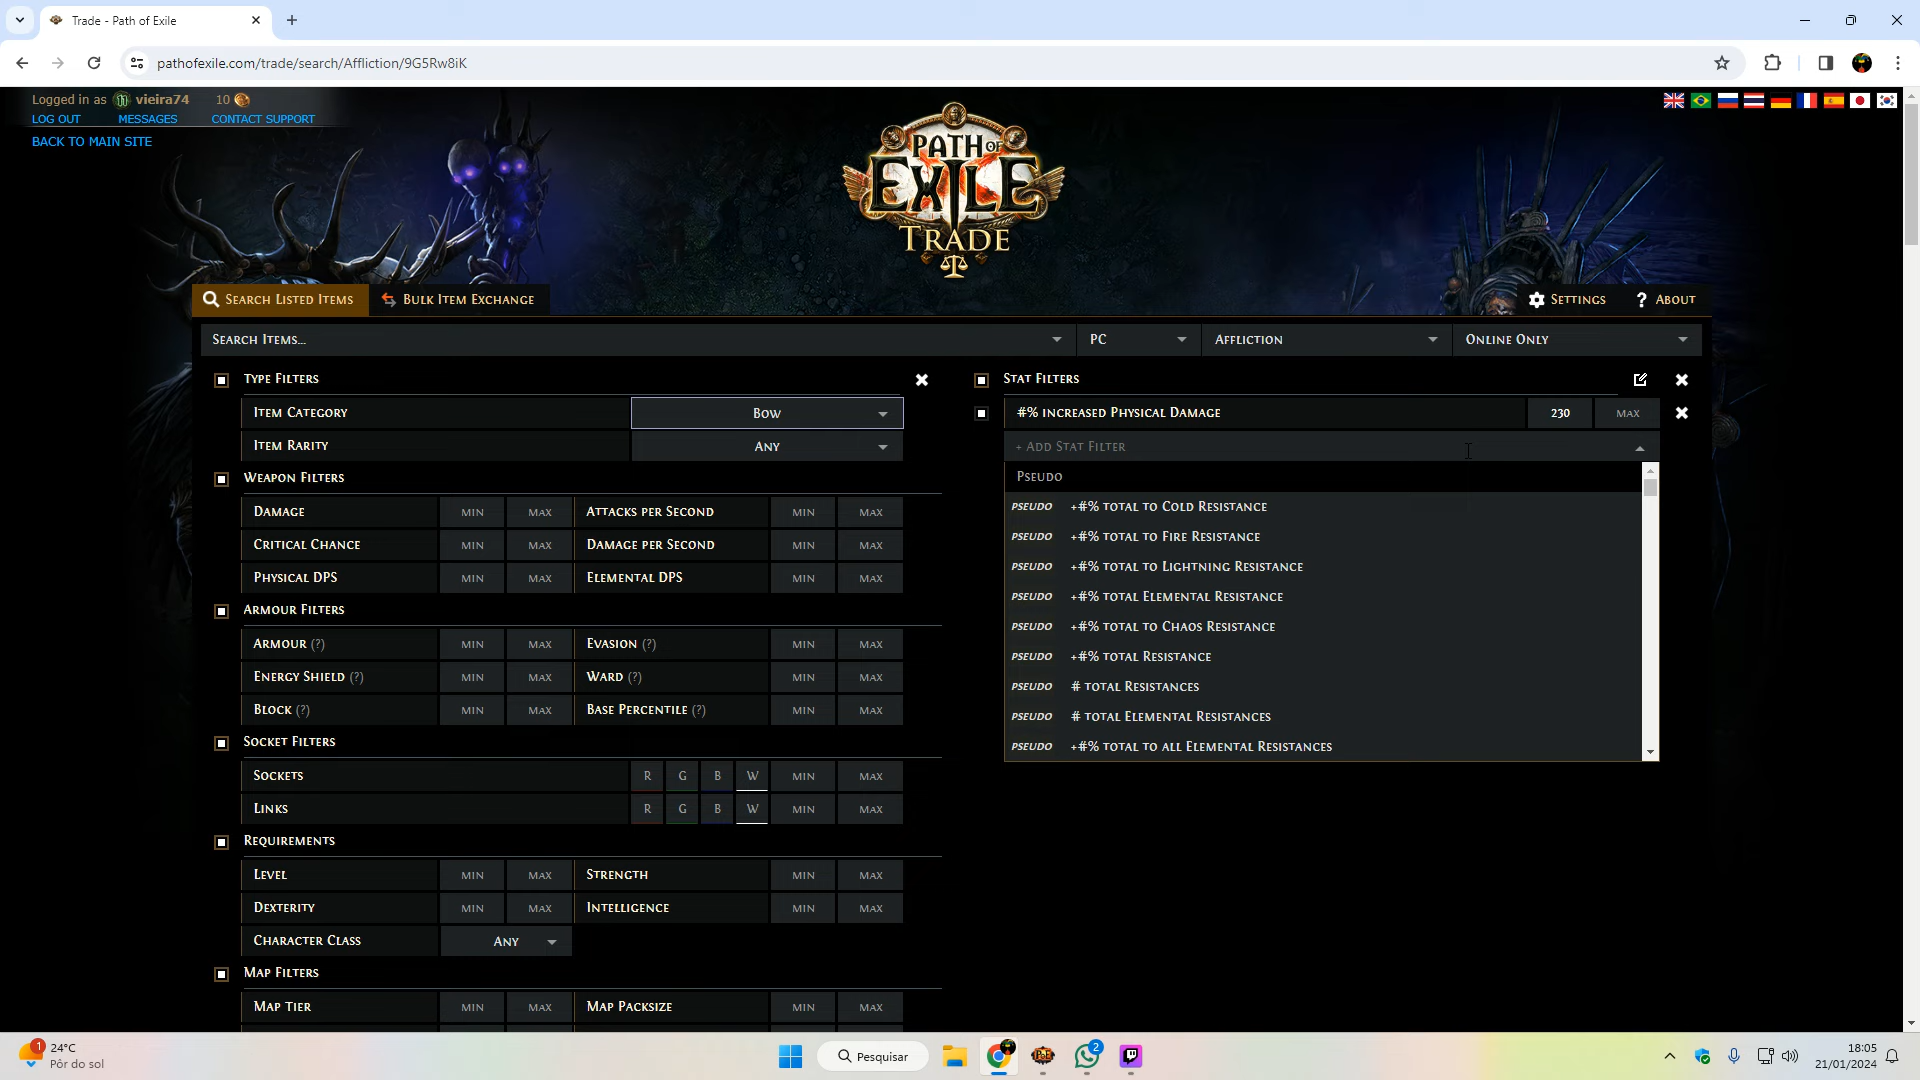 Trade - Path of Exile
pathofexile.com/trade/search/Affliction/9G5Rw8iK
Logged in as vieira74 10
LOG OUT MESSAGES CONTACT SUPPORT
BACK TO MAIN SITE
PATH OF
EXILE
TRADE
SEARCH LISTED ITEMS BULK ITEM EXCHANGE SETTINGS ? ABOUT
SEARCH ITEMS... PC AFFLICTION ONLINE ONLY
TYPE FILTERS STAT FILTERS
ITEM CATEGORY BOW #% INCREASED PHYSICAL DAMAGE 230 MAX
ITEM RARITY ANY + ADD STAT FILTER
WEAPON FILTERS PSEUDO
DAMAGE MIN MAX ATTACKS PER SECOND MIN MAX PSEUDO +#% TOTAL TO COLD RESISTANCE
CRITICAL CHANCE MIN MAX DAMAGE PER SECOND MIN MAX PSEUDO +#% TOTAL TO FIRE RESISTANCE
PHYSICAL DPS MIN MAX ELEMENTAL DPS MIN MAX PSEUDO +#% TOTAL TO LIGHTNING RESISTANCE
ARMOUR FILTERS PSEUDO +#% TOTAL ELEMENTAL RESISTANCE
ARMOUR (?) MIN MAX EVASION (?) MIN MAX PSEUDO +#% TOTAL TO CHAOS RESISTANCE
ENERGY SHIELD (?) MIN MAX WARD (?) MIN MAX PSEUDO +#% TOTAL RESISTANCE
BLOCK (?) MIN MAX BASE PERCENTILE (?) MIN MAX PSEUDO # TOTAL RESISTANCES
PSEUDO # TOTAL ELEMENTAL RESISTANCES
SOCKET FILTERS PSEUDO +#% TOTAL TO ALL ELEMENTAL RESISTANCES
SOCKETS R G B W MIN MAX
LINKS R G B W MIN MAX
REQUIREMENTS
LEVEL MIN MAX STRENGTH MIN MAX
DEXTERITY MIN MAX INTELLIGENCE MIN MAX
CHARACTER CLASS ANY
MAP FILTERS
MAP TIER MIN MAX MAP PACKSIZE MIN MAX
1 24°C
Pôr do sol
Pesquisar
2
18:05
21/01/2024